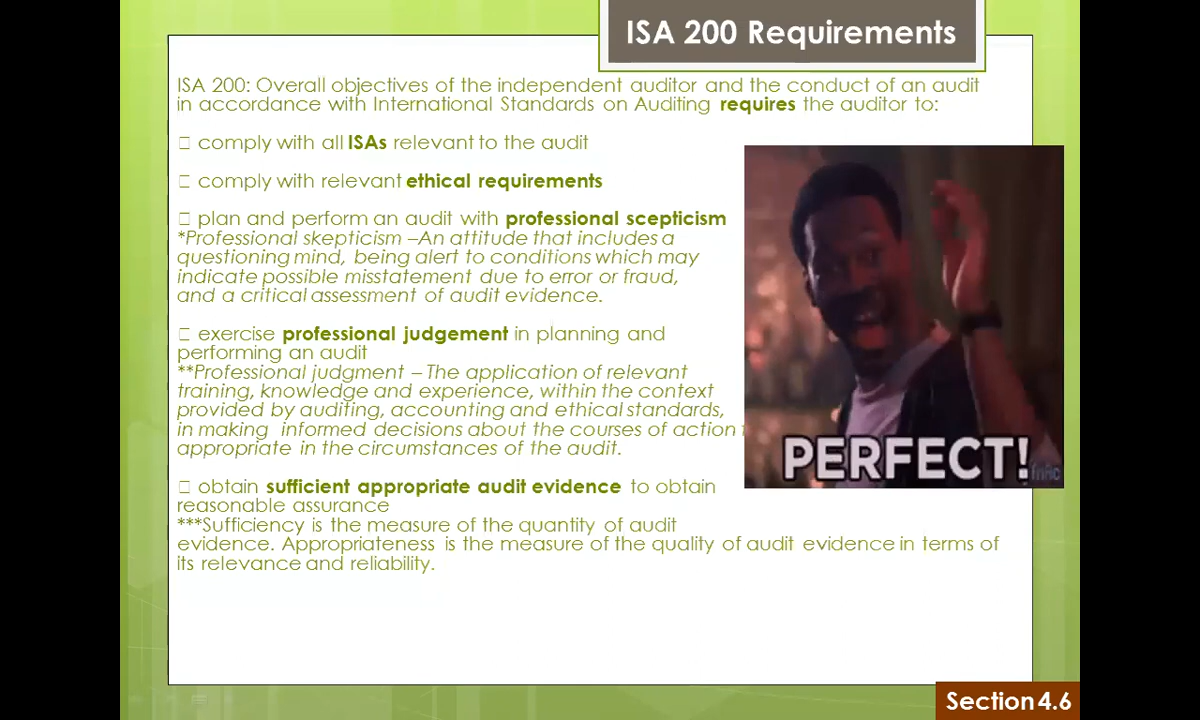 ISA 200 Requirements
ISA 200: Overall objectives of the independent auditor and the conduct of an audit
in accordance with International Standards on Auditing requires the auditor to:
comply with all ISAs relevant to the audit
comply with relevant ethical requirements
plan and perform an audit with professional scepticism
*Professional skepticism –An attitude that includes a
questioning mind, being alert to conditions which may
indicate possible misstatement due to error or fraud,
and a critical assessment of audit evidence.
exercise professional judgement in planning and
performing an audit
**Professional judgment – The application of relevant
training, knowledge and experience, within the context
provided by auditing, accounting and ethical standards,
in making informed decisions about the courses of action
appropriate in the circumstances of the audit.
PERFECT!
obtain sufficient appropriate audit evidence to obtain
reasonable assurance
***Sufficiency is the measure of the quantity of audit
evidence. Appropriateness is the measure of the quality of audit evidence in terms of
its relevance and reliability.
Section 4.6